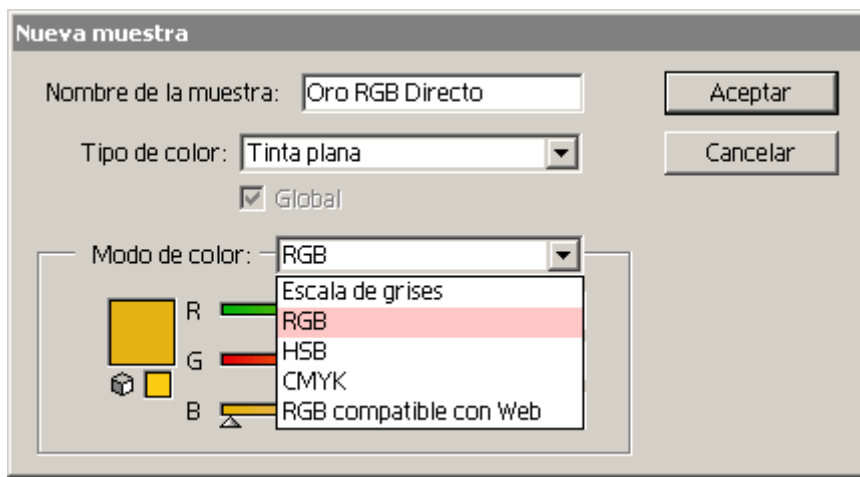 Nueva muestra
Nombre de la muestra: Oro RGB Directo
Aceptar
Tipo de color: Tinta plana
Cancelar
Global
Modo de color: RGB
Escala de grises
R
RGB
HSB
G
CMYK
B
RGB compatible con Web